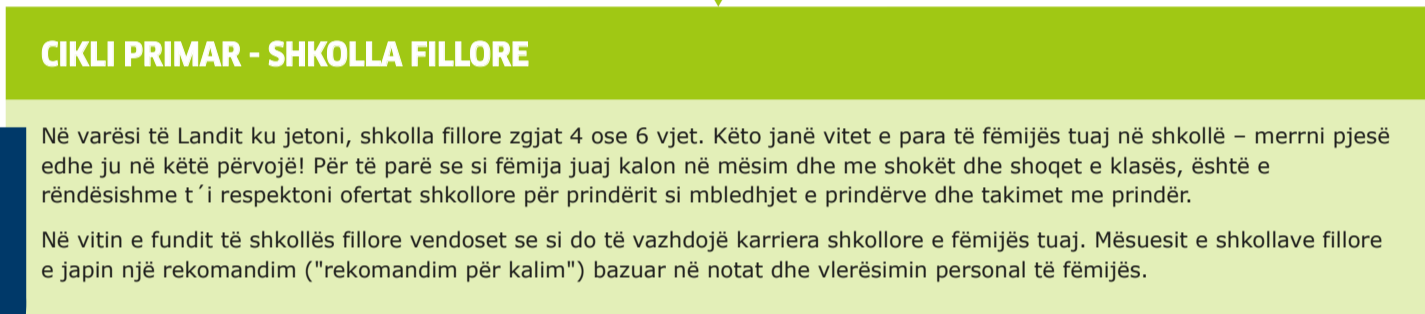 CIKLI PRIMAR - SHKOLLA FILLORE
Në varësi të Landit ku jetoni, shkolla fillore zgjat 4 ose 6 vjet. Këto janë vitet e para të fëmijës tuaj në shkollë – merrni pjesë
edhe ju në këtë përvojë! Për të parë se si fëmija juaj kalon në mësim dhe me shokët dhe shoqet e klasës, është e
rëndësishme t´i respektoni ofertat shkollore për prindërit si mbledhjet e prindërve dhe takimet me prindër.
Në vitin e fundit të shkollës fillore vendoset se si do të vazhdojë karriera shkollore e fëmijës tuaj. Mësuesit e shkollave fillore
e japin një rekomandim ("rekomandim për kalim") bazuar në notat dhe vlerësimin personal të fëmijës.